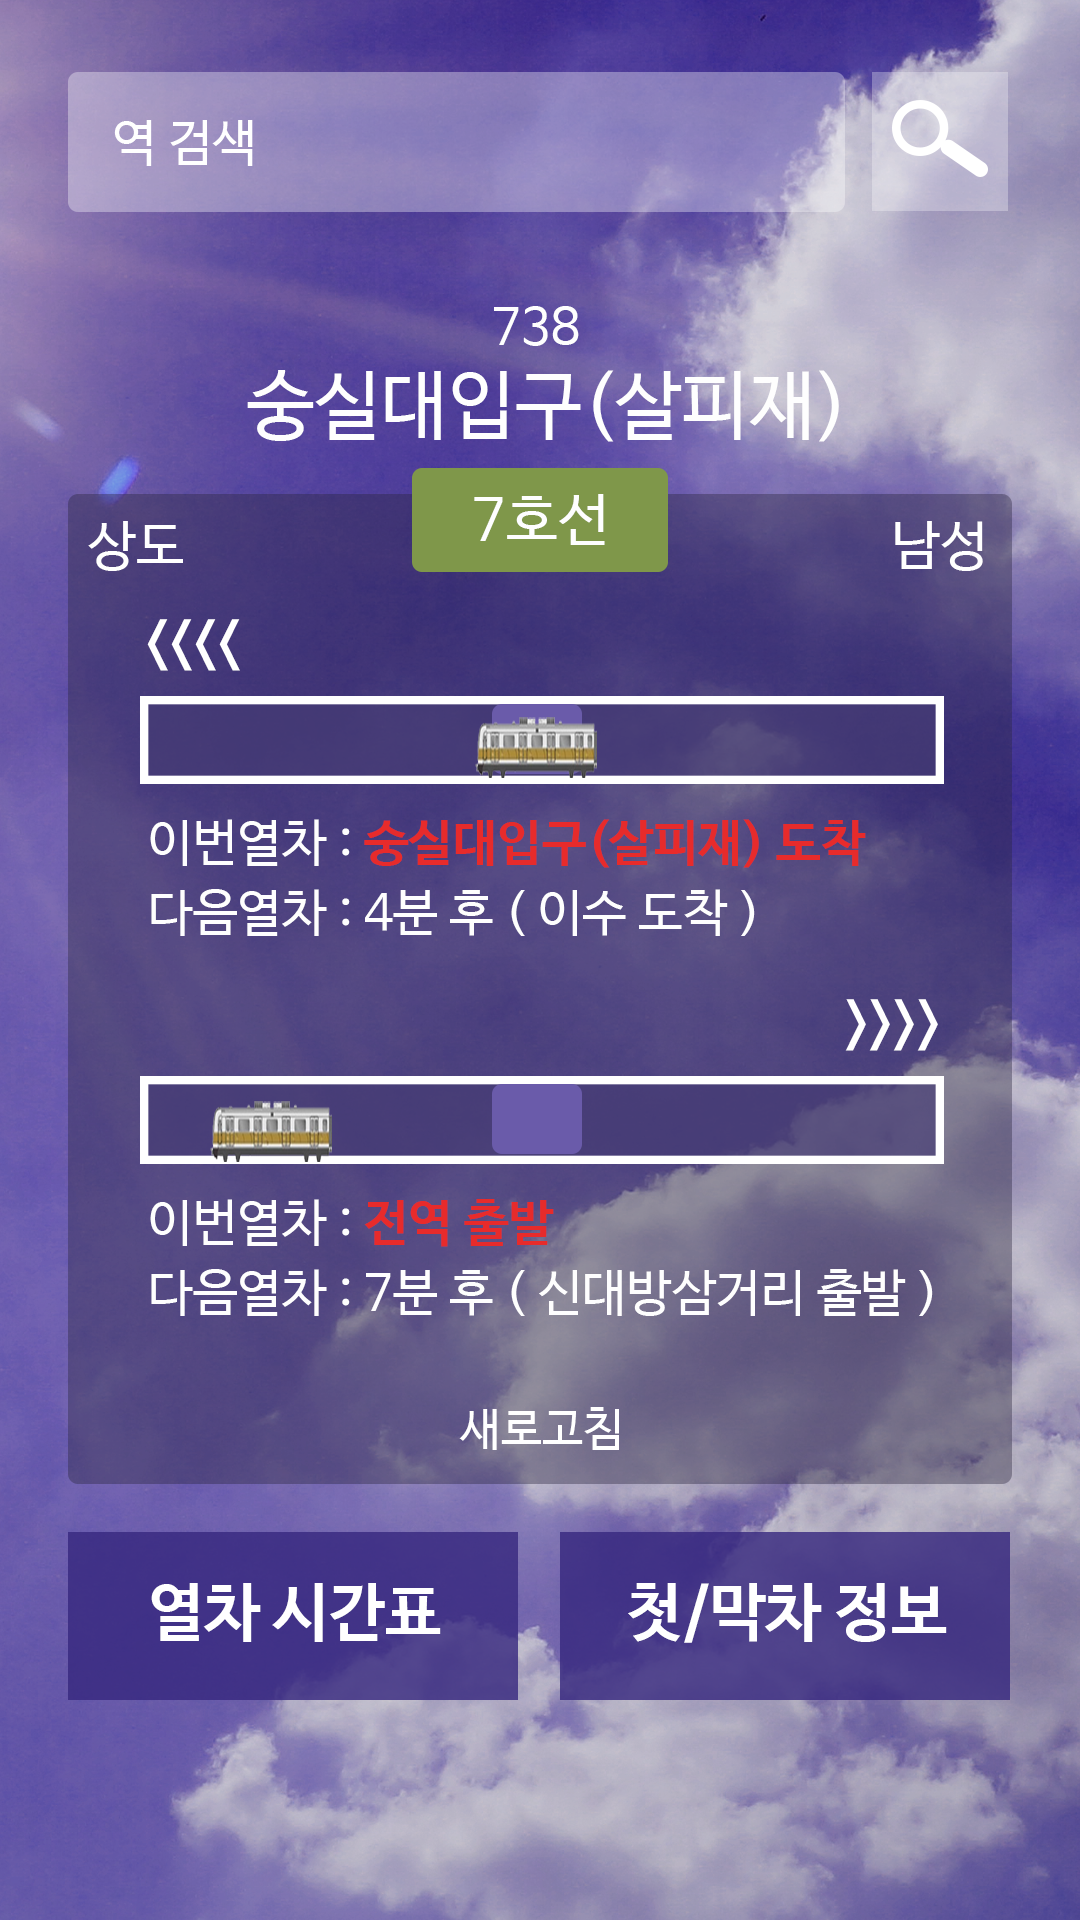 역 검색
738
숭실대입구(살피재)
7호선
상도
남성
이번열차 : 숭실대입구(살피재) 도착
다음열차 : 4분 후 ( 이수 도착 )
이번열차 : 전역 출발
다음열차 : 7분 후 ( 신대방삼거리 출발 )
새로고침
열차 시간표
첫/막차 정보